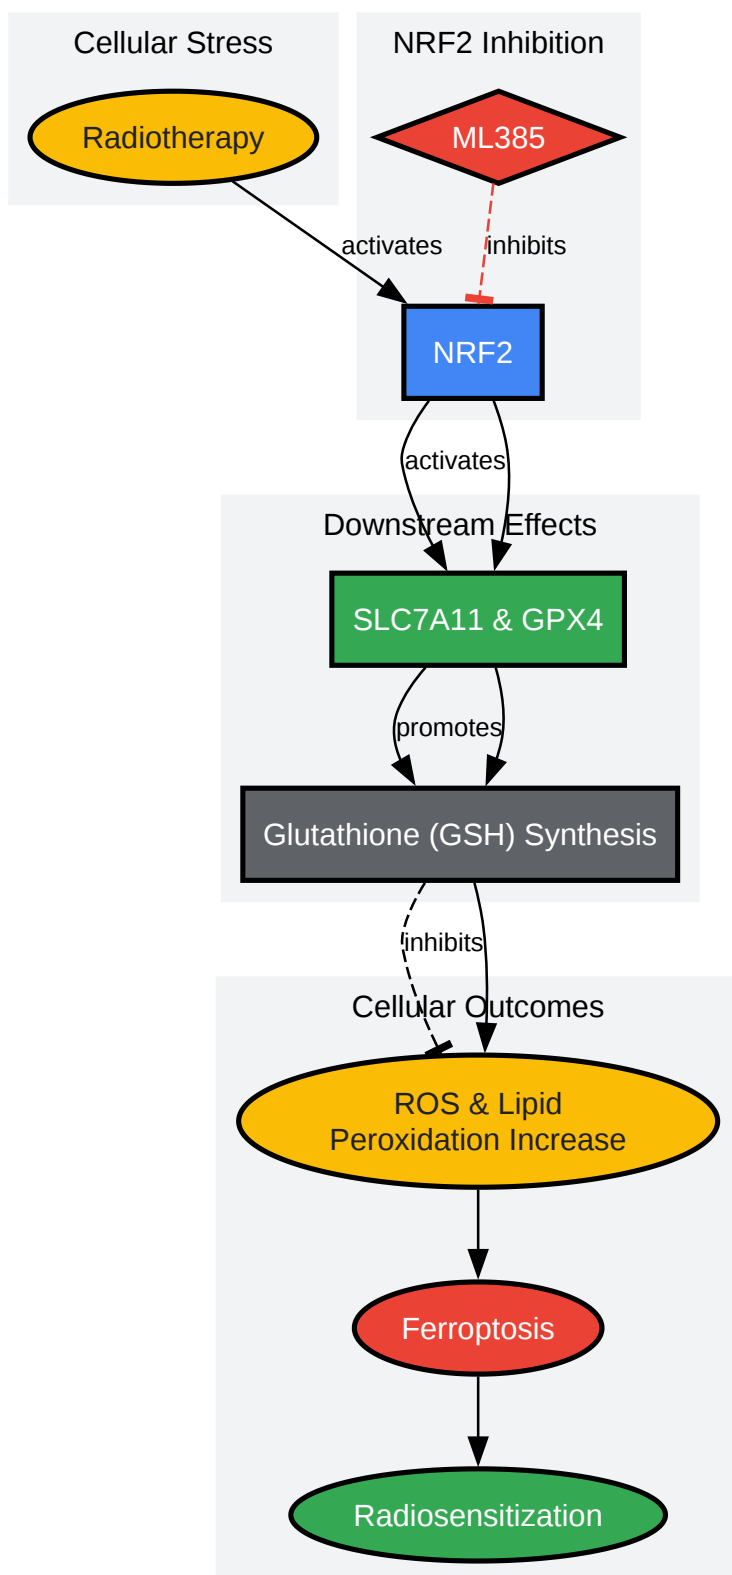 Cellular Stress
NRF2 Inhibition
Radiotherapy
ML385
activates
inhibits
NRF2
activates
Downstream Effects
SLC7A11 & GPX4
promotes
Glutathione (GSH) Synthesis
inhibits
Cellular Outcomes
ROS & Lipid
Peroxidation Increase
Ferroptosis
Radiosensitization